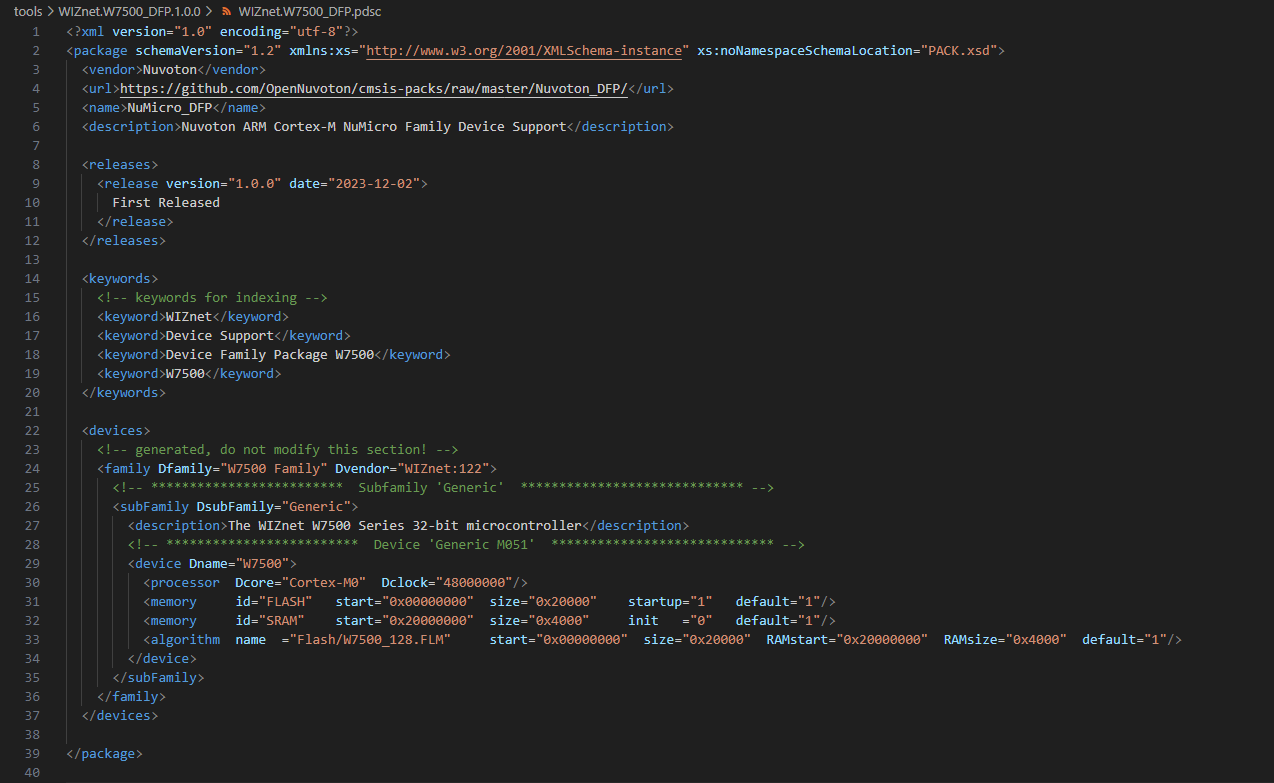 tools > WIZnet.W7500_DFP.1.0.0 > WIZnet.W7500_DFP.pdsc
1 <?xml version="1.0" encoding="utf-8"?>
2 <package schemaVersion="1.2" xmlns:xs="http://www.w3.org/2001/XMLSchema-instance" xs:noNamespaceSchemaLocation="PACK.xsd">
3   <vendor>Nuvoton</vendor>
4   <url>https://github.com/OpenNuvoton/cmsis-packs/raw/master/Nuvoton_DFP/</url>
5   <name>NuMicro_DFP</name>
6   <description>Nuvoton ARM Cortex-M NuMicro Family Device Support</description>
7
8   <releases>
9     <release version="1.0.0" date="2023-12-02">
10       First Released
11     </release>
12   </releases>
13
14   <keywords>
15     <!-- keywords for indexing -->
16     <keyword>WIZnet</keyword>
17     <keyword>Device Support</keyword>
18     <keyword>Device Family Package W7500</keyword>
19     <keyword>W7500</keyword>
20   </keywords>
21
22   <devices>
23     <!-- generated, do not modify this section! -->
24     <family Dfamily="W7500 Family" Dvendor="WIZnet:122">
25       <!-- *************************  Subfamily 'Generic'  ***************************** -->
26       <subFamily DsubFamily="Generic">
27         <description>The WIZnet W7500 Series 32-bit microcontroller</description>
28         <!-- *************************  Device 'Generic M051'  ***************************** -->
29         <device Dname="W7500">
30           <processor  Dcore="Cortex-M0"  Dclock="48000000"/>
31           <memory     id="FLASH"   start="0x00000000"  size="0x20000"    startup="1"   default="1"/>
32           <memory     id="SRAM"    start="0x20000000"  size="0x4000"     init   ="0"   default="1"/>
33           <algorithm  name  ="Flash/W7500_128.FLM"     start="0x00000000"  size="0x20000"  RAMstart="0x20000000"  RAMsize="0x4000"  default="1"/>
34         </device>
35       </subFamily>
36     </family>
37   </devices>
38
39 </package>
40